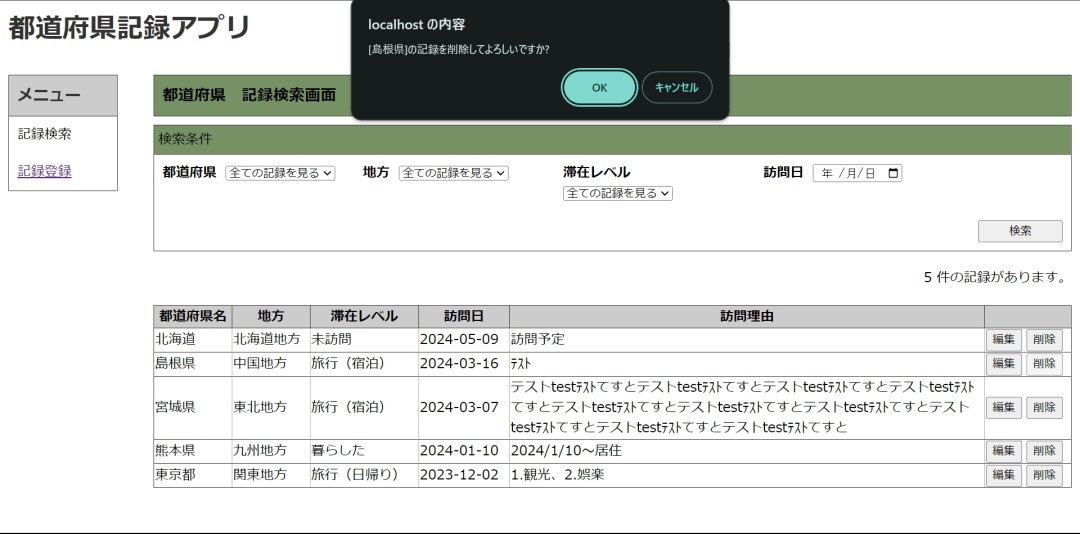 都道府県記録アプリ
localhost の内容
[島根県]の記録を削除してよろしいですか?
OK キャンセル
メニュー
記録検索
記録登録
都道府県　記録検索画面
検索条件
都道府県 全ての記録を見る 地方 全ての記録を見る 滞在レベル 訪問日 年 /月/日
全ての記録を見る
検索
5 件の記録があります。
都道府県名 地方 滞在レベル 訪問日 訪問理由
北海道 北海道地方 未訪問 2024-05-09 訪問予定 編集 削除
島根県 中国地方 旅行（宿泊） 2024-03-16 ﾃｽﾄ 編集 削除
テストtestﾃｽﾄてすとテストtestﾃｽﾄてすとテストtestﾃｽﾄてすとテストtestﾃｽﾄ
宮城県 東北地方 旅行（宿泊） 2024-03-07 てすとテストtestﾃｽﾄてすとテストtestﾃｽﾄてすとテストtestﾃｽﾄてすとテスト 編集 削除
testﾃｽﾄてすとテストtestﾃｽﾄてすとテストtestﾃｽﾄてすと
熊本県 九州地方 暮らした 2024-01-10 2024/1/10～居住 編集 削除
東京都 関東地方 旅行（日帰り） 2023-12-02 1.観光、2.娯楽 編集 削除